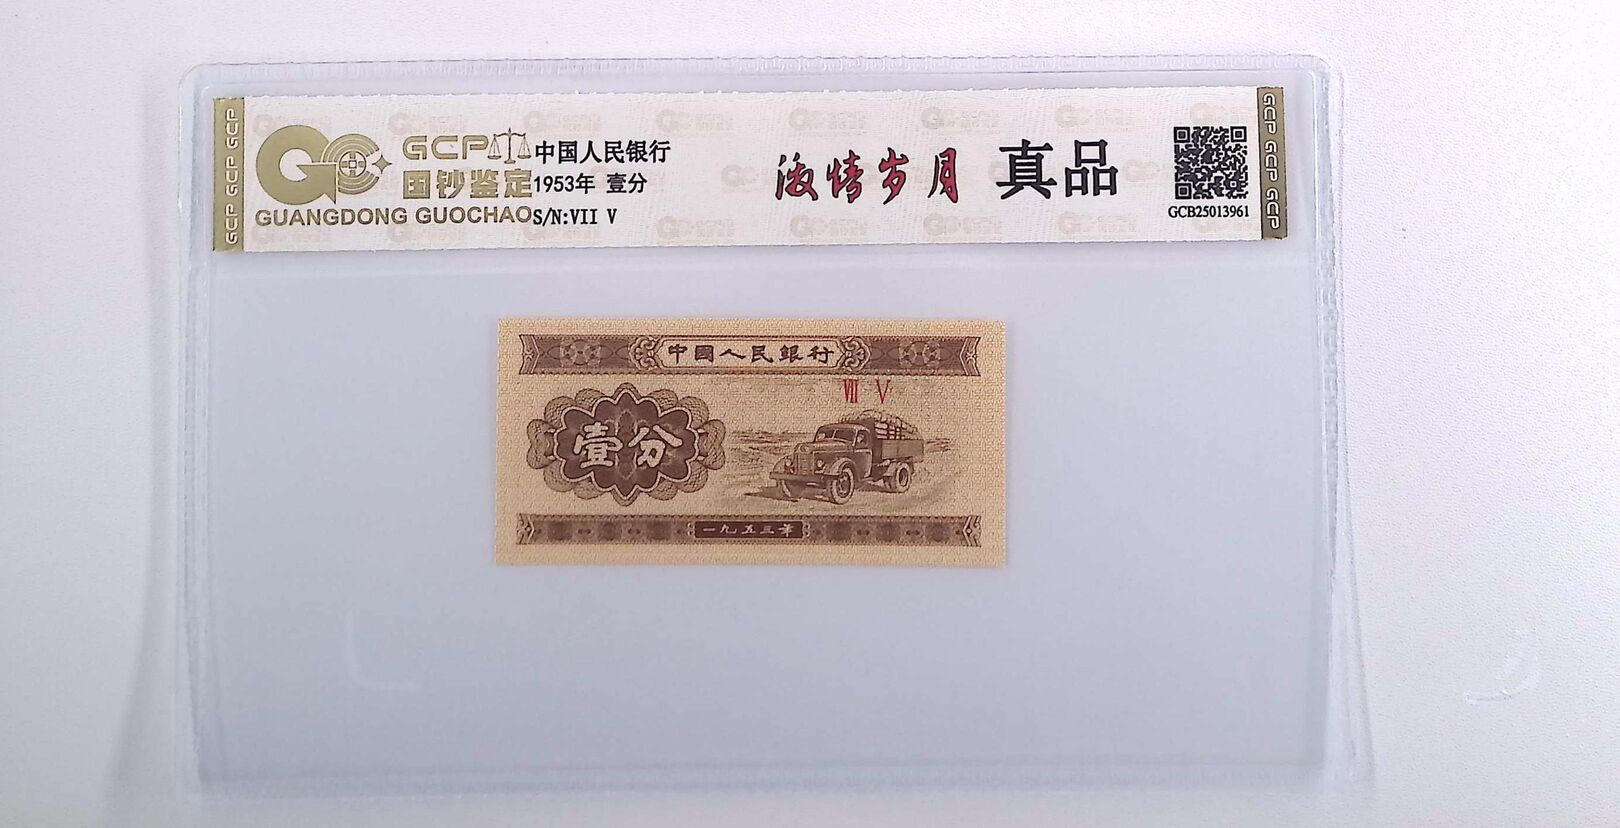 GCP
国钞鉴定
GUANGDONG GUOCHAO
中国人民银行
1953年 壹分
S/N:VII V
激情岁月 真品
GCB25013961
GCP GCP GCP
GCP GCP GCP
中国人民银行
VII V
壹分
一九五三年